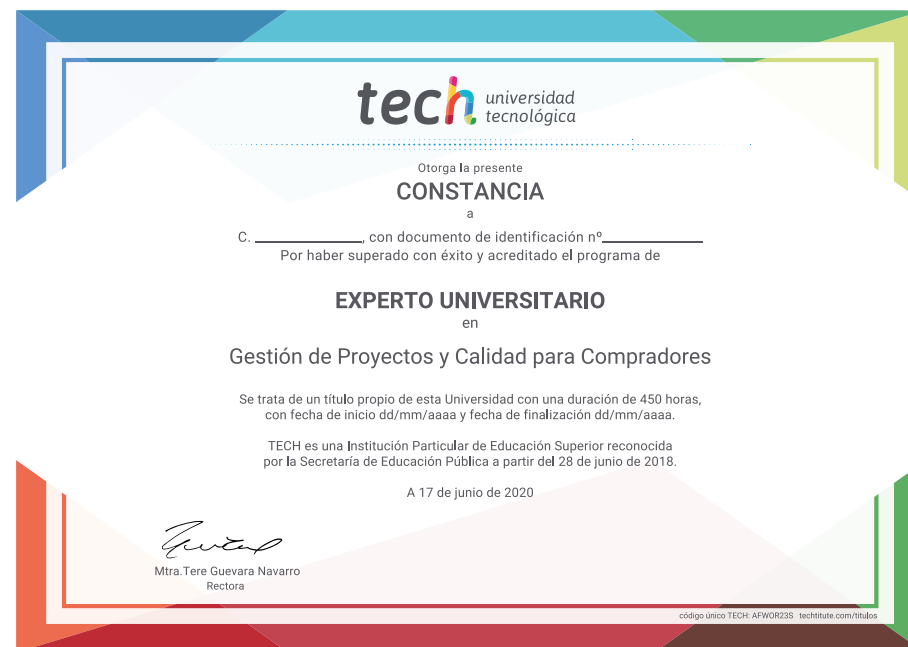 tech universidad
tecnológica
Otorga la presente
CONSTANCIA
a
C. ____________, con documento de identificación nº____________
Por haber superado con éxito y acreditado el programa de
EXPERTO UNIVERSITARIO
en
Gestión de Proyectos y Calidad para Compradores
Se trata de un título propio de esta Universidad con una duración de 450 horas,
con fecha de inicio dd/mm/aaaa y fecha de finalización dd/mm/aaaa.
TECH es una Institución Particular de Educación Superior reconocida
por la Secretaría de Educación Pública a partir del 28 de junio de 2018.
A 17 de junio de 2020
Mtra.Tere Guevara Navarro
Rectora
código único TECH: AFWOR23S techtitute.com/titulos